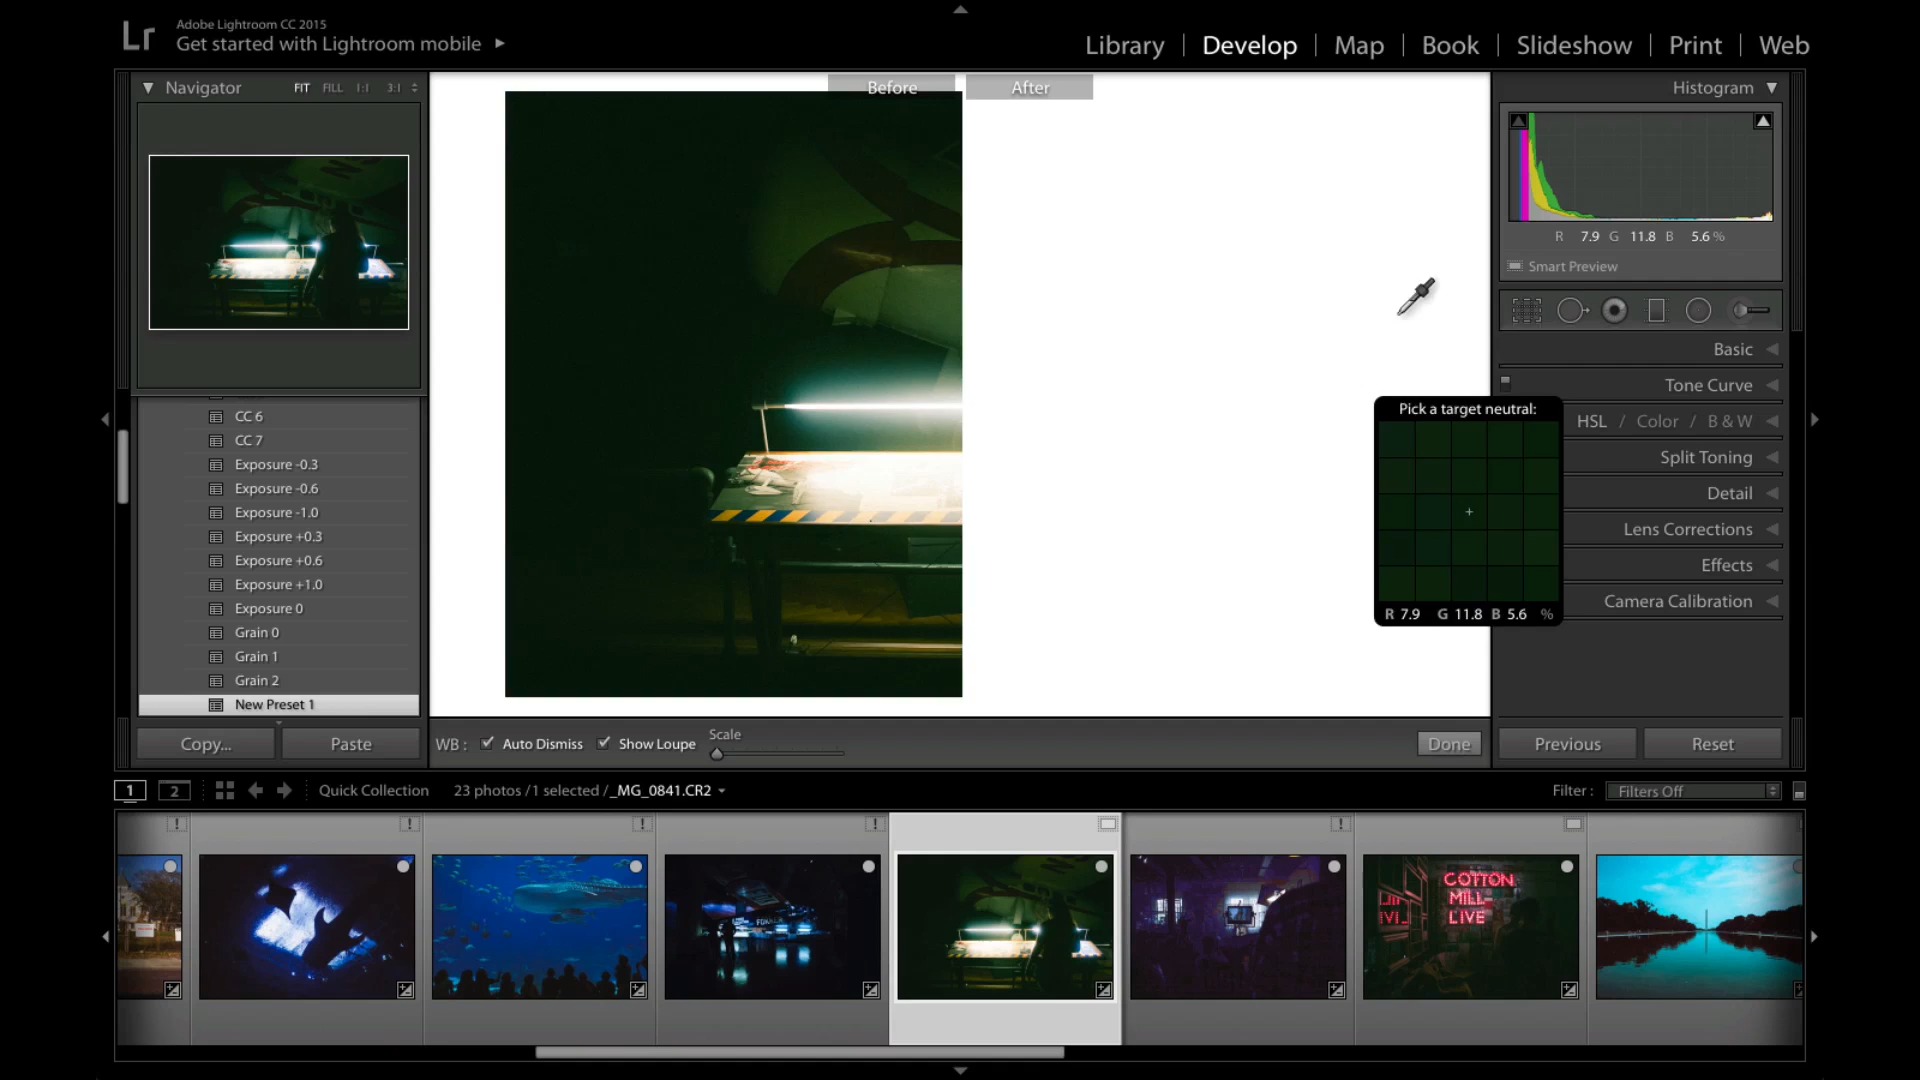 Lr
Adobe Lightroom CC 2015
Get started with Lightroom mobile
Library
Develop
Map
Book
Slideshow
Print
Web
Navigator
FIT FILL 1:1 3:1
Before
After
Histogram
R 7.9 G 11.8 B 5.6 %
Smart Preview
Basic
Tone Curve
HSL / Color / B & W
Split Toning
Detail
Lens Corrections
Effects
Camera Calibration
Pick a target neutral:
R 7.9 G 11.8 B 5.6 %
CC 6
CC 7
Exposure -0.3
Exposure -0.6
Exposure -1.0
Exposure +0.3
Exposure +0.6
Exposure +1.0
Exposure 0
Grain 0
Grain 1
Grain 2
New Preset 1
Copy...
Paste
WB :
Auto Dismiss
Show Loupe
Scale
Done
Previous
Reset
1
2
Quick Collection
23 photos / 1 selected / _MG_0841.CR2
Filter :
Filters Off
COTTON
MILL
LIVE